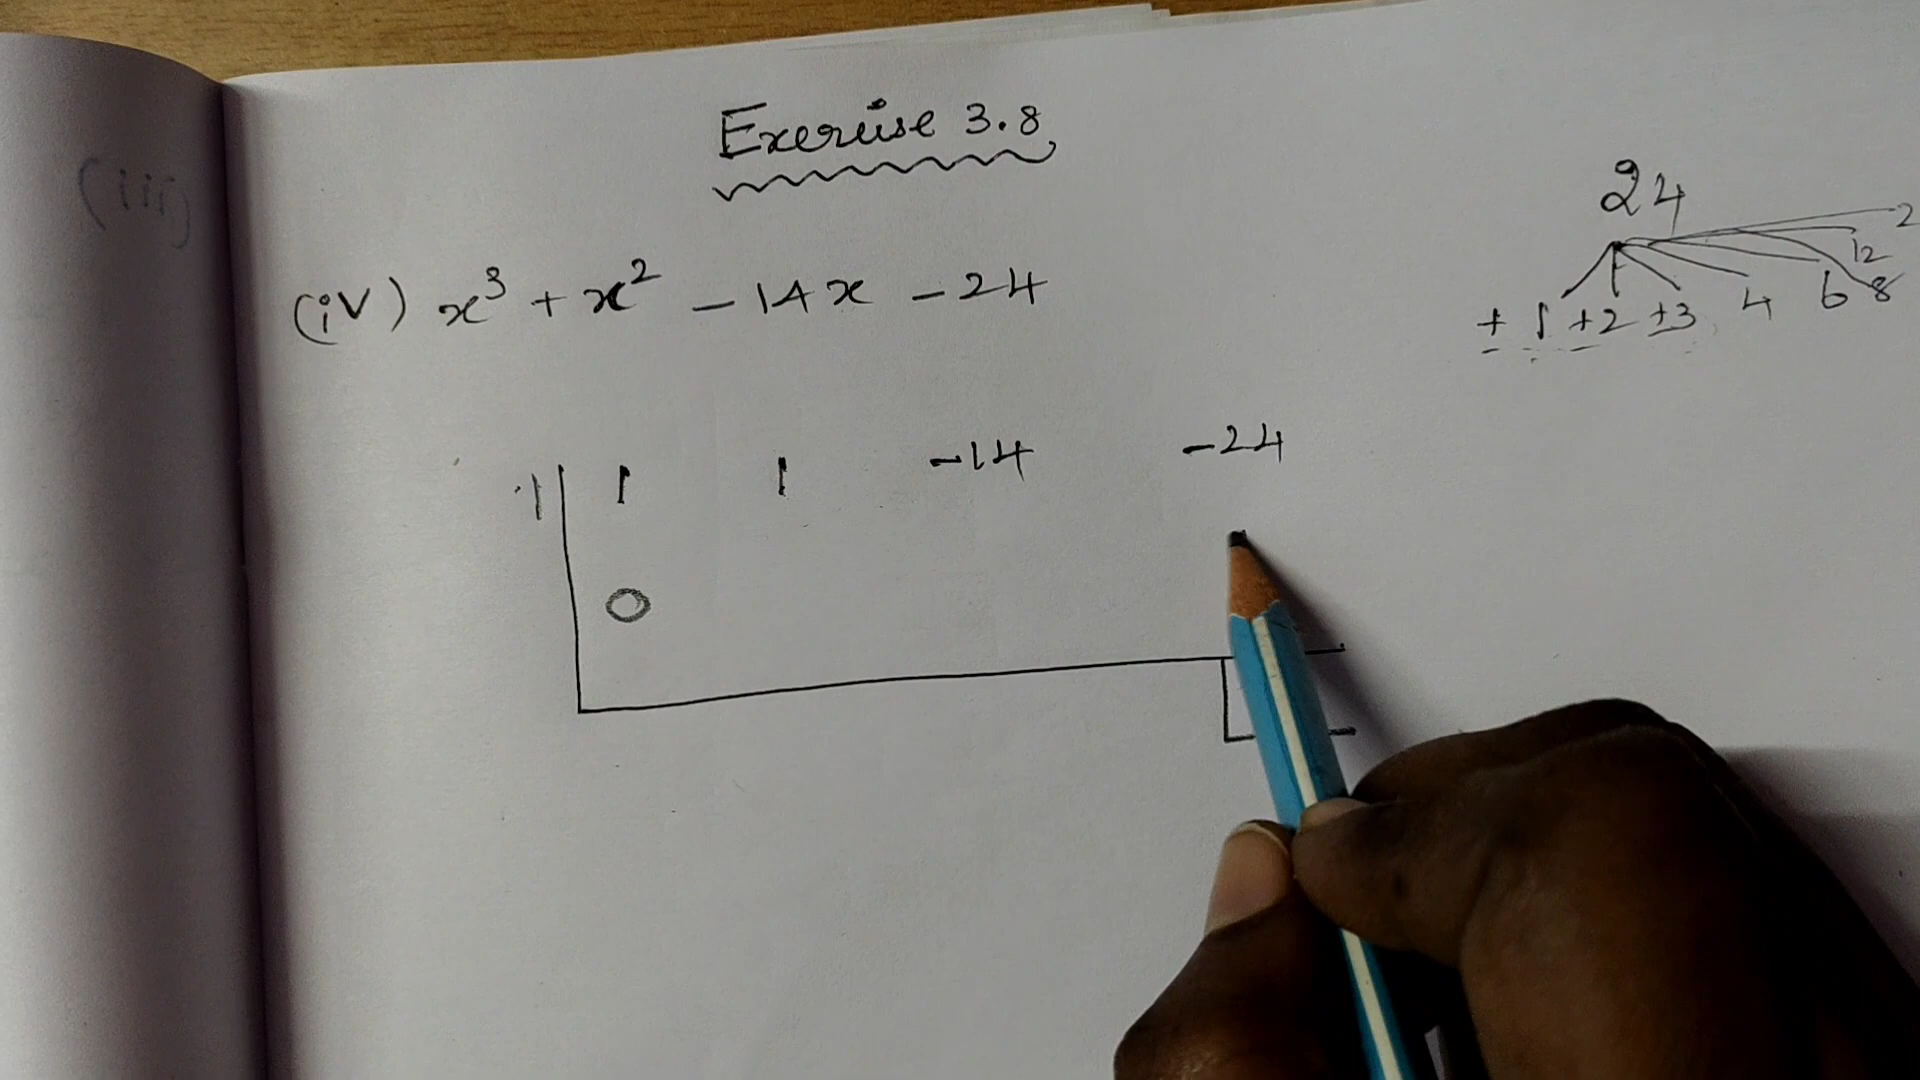 Exercise 3.8
(iii)
24
2
12
± 1 ±2 ±3 4 6 8
(iv) x³ + x² - 14x - 24
1 1 1 -14 -24
0